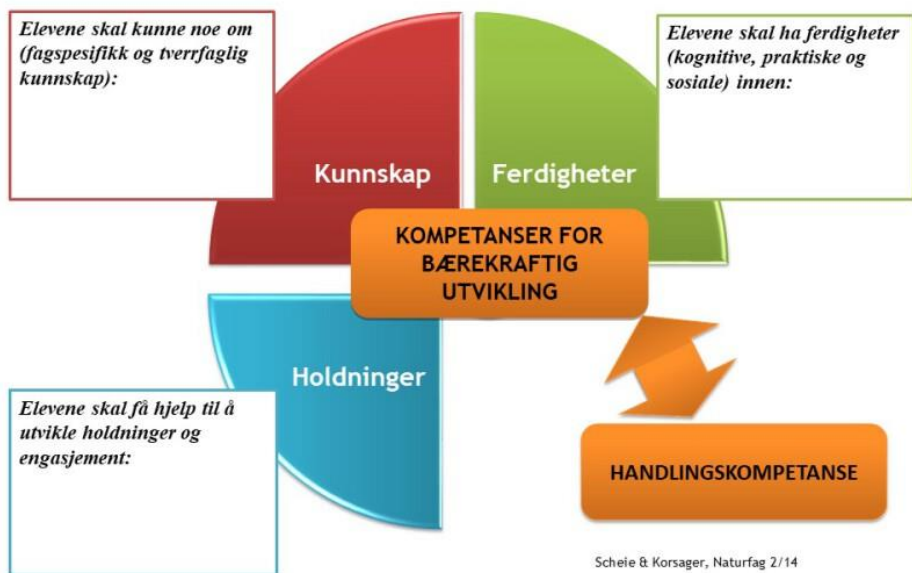 Elevene skal kunne noe om
(fagspesifikk og tverrfaglig
kunnskap):
Elevene skal ha ferdigheter
(kognitive, praktiske og
sosiale) innen:
Kunnskap
Ferdigheter
KOMPETANSER FOR
BÆREKRAFTIG
UTVIKLING
Holdninger
Elevene skal få hjelp til å
utvikle holdninger og
engasjement:
HANDLINGSKOMPETANSE
Scheie & Korsager, Naturfag 2/14